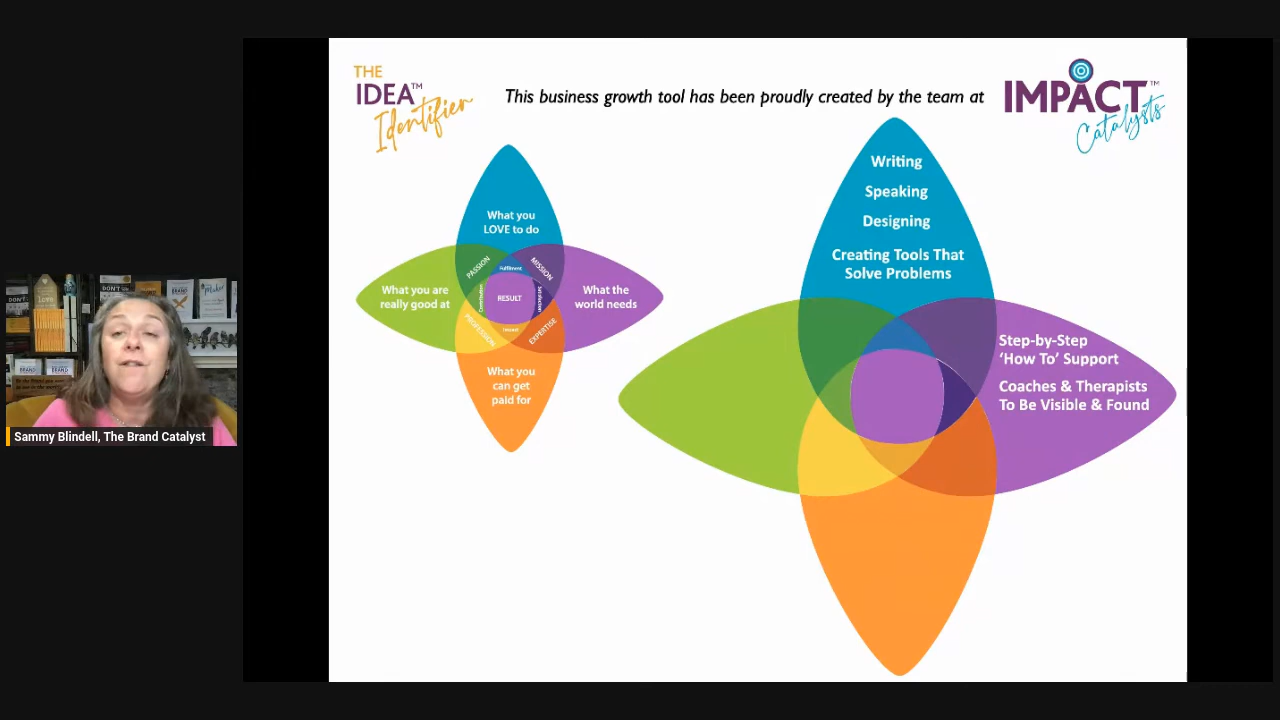 THE
IDEA™
Identifier
This business growth tool has been proudly created by the team at
IMPACT™
Catalysts
What you
LOVE to do
PASSION
Fulfilment
MISSION
What you are
really good at
Contribution
RESULT
Satisfaction
What the
world needs
PROFESSION
EXPERTISE
What you
can get
paid for
Writing
Speaking
Designing
Creating Tools That
Solve Problems
Step-by-Step
‘How To’ Support
Coaches & Therapists
To Be Visible & Found
Sammy Blindell, The Brand Catalyst